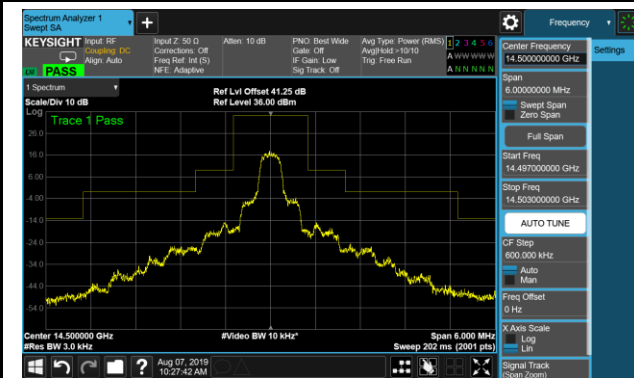 Spectrum Analyzer 1
Swept SA
Frequency
KEYSIGHT
Input: RF
Coupling: DC
Align: Auto
Input Z: 50 Ω
Corrections: Off
Freq Ref: Int (S)
NFE: Adaptive
Atten: 10 dB
PNO: Best Wide
Gate: Off
IF Gain: Low
Sig Track: Off
Avg Type: Power (RMS)
Avg|Hold:>10/10
Trig: Free Run
1 2 3 4 5 6
A W W W W W
A N N N N N
PASS
Center Frequency
14.500000000 GHz
Settings
Span
6.00000000 MHz
Swept Span
Zero Span
Full Span
Start Freq
14.497000000 GHz
Stop Freq
14.503000000 GHz
AUTO TUNE
CF Step
600.000 kHz
Auto
Man
Freq Offset
0 Hz
X Axis Scale
Log
Lin
Signal Track
(Span Zoom)
1 Spectrum
Scale/Div 10 dB
Ref Lvl Offset 41.25 dB
Ref Level 36.00 dBm
Log
Trace 1 Pass
26.0
16.0
6.00
-4.00
-14.0
-24.0
-34.0
-44.0
-54.0
Center 14.500000 GHz
#Res BW 3.0 kHz
#Video BW 10 kHz*
Span 6.000 MHz
Sweep 202 ms (2001 pts)
?
Aug 07, 2019
10:27:42 AM